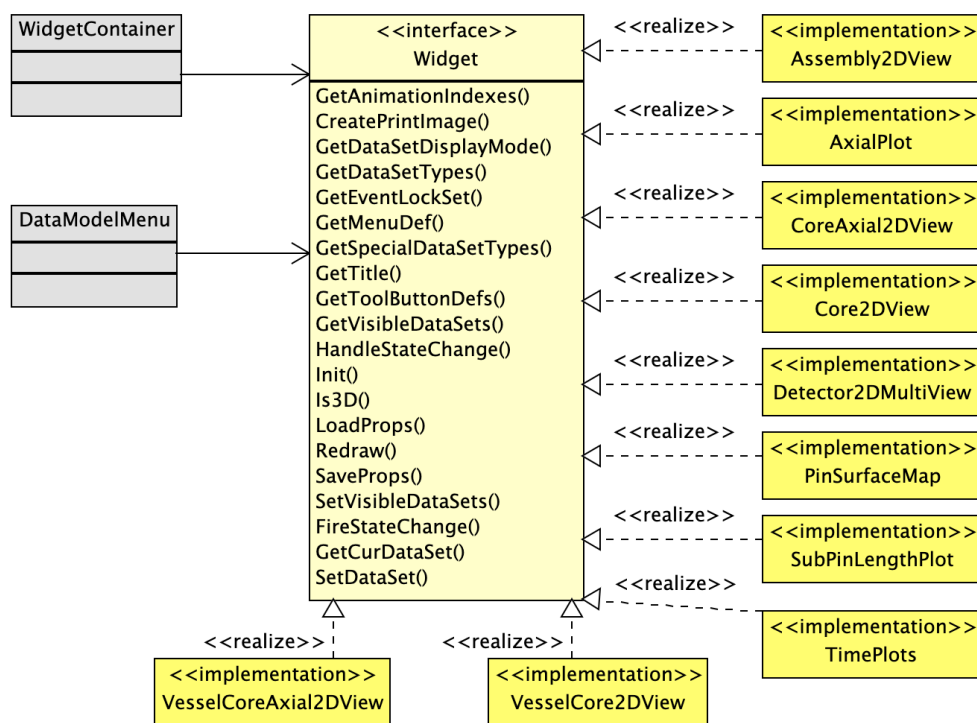 WidgetContainer
DataModelMenu
<<interface>>
Widget
GetAnimationIndexes()
CreatePrintImage()
GetDataSetDisplayMode()
GetDataSetTypes()
GetEventLockSet()
GetMenuDef()
GetSpecialDataSetTypes()
GetTitle()
GetToolButtonDefs()
GetVisibleDataSets()
HandleStateChange()
Init()
Is3D()
LoadProps()
Redraw()
SaveProps()
SetVisibleDataSets()
FireStateChange()
GetCurDataSet()
SetDataSet()
<<realize>>
<<implementation>>
Assembly2DView
<<realize>>
<<implementation>>
AxialPlot
<<realize>>
<<implementation>>
CoreAxial2DView
<<realize>>
<<implementation>>
Core2DView
<<realize>>
<<implementation>>
Detector2DMultiView
<<realize>>
<<implementation>>
PinSurfaceMap
<<realize>>
<<implementation>>
SubPinLengthPlot
<<realize>>
<<implementation>>
TimePlots
<<realize>>
<<implementation>>
VesselCoreAxial2DView
<<realize>>
<<implementation>>
VesselCore2DView